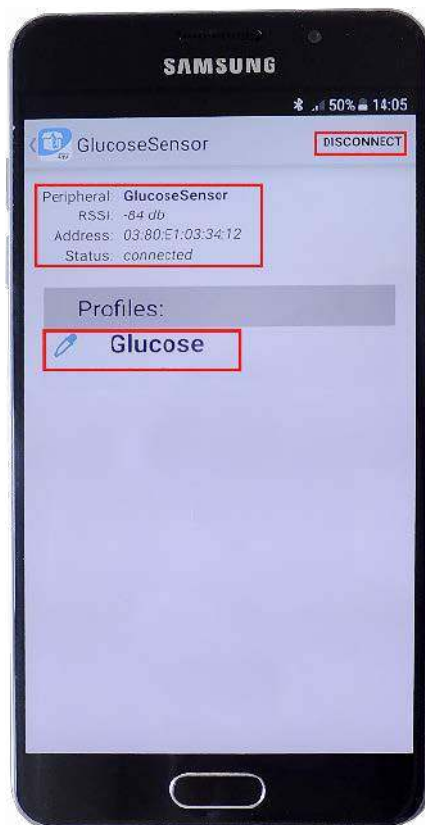 SAMSUNG
50% 14:05
GlucoseSensor
DISCONNECT
Peripheral: GlucoseSensor
RSSI: -84 db
Address: 03:80:E1:03:34:12
Status: connected
Profiles:
Glucose